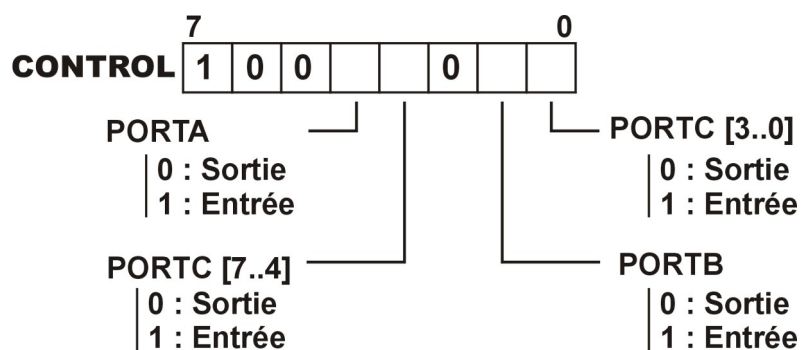 7 0
CONTROL 1 0 0 0
PORTA
0 : Sortie
1 : Entrée
PORTC [3..0]
0 : Sortie
1 : Entrée
PORTC [7..4]
0 : Sortie
1 : Entrée
PORTB
0 : Sortie
1 : Entrée